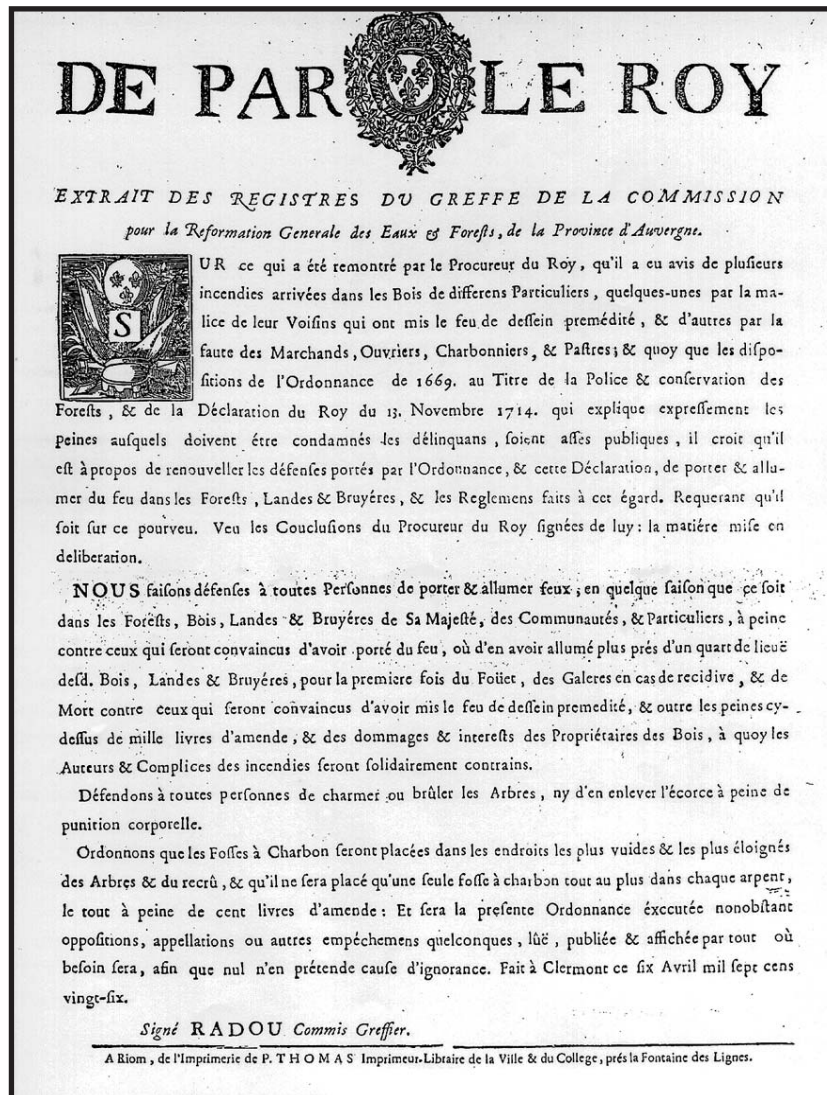 DE PAR LE ROY
EXTRAIT DES REGISTRES DU GREFFE DE LA COMMISSION
pour la Reformation Generale des Eaux & Forests, de la Province d'Auvergne.
SUR ce qui a été remontré par le Procureur du Roy, qu'il a eu avis de plusieurs
incendies arrivées dans les Bois de differens Particuliers, quelques-unes par la ma-
lice de leur Voisins qui ont mis le feu de dessein premédité, & d'autres par la
faute des Marchands, Ouvriers, Charbonniers, & Pastres; & quoy que les dispo-
sitions de l'Ordonnance de 1669. au Titre de la Police & conservation des
Forests, & de la Déclaration du Roy du 13. Novembre 1714. qui explique expressement les
peines ausquels doivent étre condamnés les délinquans, soient asses publiques, il croit qu'il
est à propos de renouveller les défenses portés par l'Ordonnance, & cette Déclaration, de porter & allu-
mer du feu dans les Forests, Landes & Bruyéres, & les Reglemens faits à cet égard. Requerant qu'il
soit sur ce pourveu. Veu les Couclusions du Procureur du Roy signées de luy: la matiére mise en
deliberation.
NOUS faisons défenses à toutes Personnes de porter & allumer feux, en quelque saison que ce soit
dans les Forêsts, Bois, Landes & Bruyéres de Sa Majesté, des Communautés, & Particuliers, à peine
contre ceux qui seront convaincus d'avoir porté du feu, où d'en avoir allumé plus prés d'un quart de lieuë
desd. Bois, Landes & Bruyéres, pour la premiere fois du Foüet, des Galeres en cas de recidive, & de
Mort contre ceux qui seront convaincus d'avoir mis le feu de dessein premedité, & outre les peines cy-
dessus de mille livres d'amende, & des dommages & interests des Propriétaires des Bois, à quoy les
Auteurs & Complices des incendies seront solidairement contrains.
Défendons à toutes personnes de charmer ou brûler les Arbres, ny d'en enlever l'écorce à peine de
punition corporelle.
Ordonnons que les Fosses à Charbon seront placées dans les endroits les plus vuides & les plus éloignés
des Arbres & du recrû, & qu'il ne sera placé qu'une seule fosse à charbon tout au plus dans chaque arpent,
le tout à peine de cent livres d'amende: Et sera la presente Ordonnance éxecutée nonobstant
oppositions, appellations ou autres empéchemens quelconques, lûë, publiée & affichée par tout où
besoin sera, afin que nul n'en prétende cause d'ignorance. Fait à Clermont ce six Avril mil sept cens
vingt-six.
Signé RADOU Commis Greffier.
A Riom, de l'Imprimerie de P. THOMAS Imprimeur-Libraire de la Ville & du College, prés la Fontaine des Lignes.